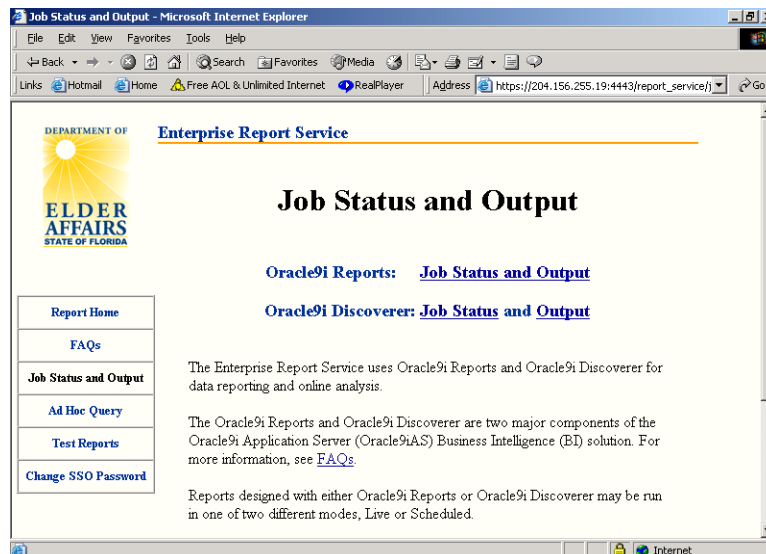 Job Status and Output - Microsoft Internet Explorer
File Edit View Favorites Tools Help
Back Search Favorites Media
Links Hotmail Home Free AOL & Unlimited Internet RealPlayer Address https://204.156.255.19:4443/report_service/j Go
DEPARTMENT OF
ELDER
AFFAIRS
STATE OF FLORIDA
Enterprise Report Service
Job Status and Output
Oracle9i Reports: Job Status and Output
Oracle9i Discoverer: Job Status and Output
Report Home
FAQs
Job Status and Output
Ad Hoc Query
Test Reports
Change SSO Password
The Enterprise Report Service uses Oracle9i Reports and Oracle9i Discoverer for
data reporting and online analysis.
The Oracle9i Reports and Oracle9i Discoverer are two major components of the
Oracle9i Application Server (Oracle9iAS) Business Intelligence (BI) solution. For
more information, see FAQs.
Reports designed with either Oracle9i Reports or Oracle9i Discoverer may be run
in one of two different modes, Live or Scheduled.
Internet